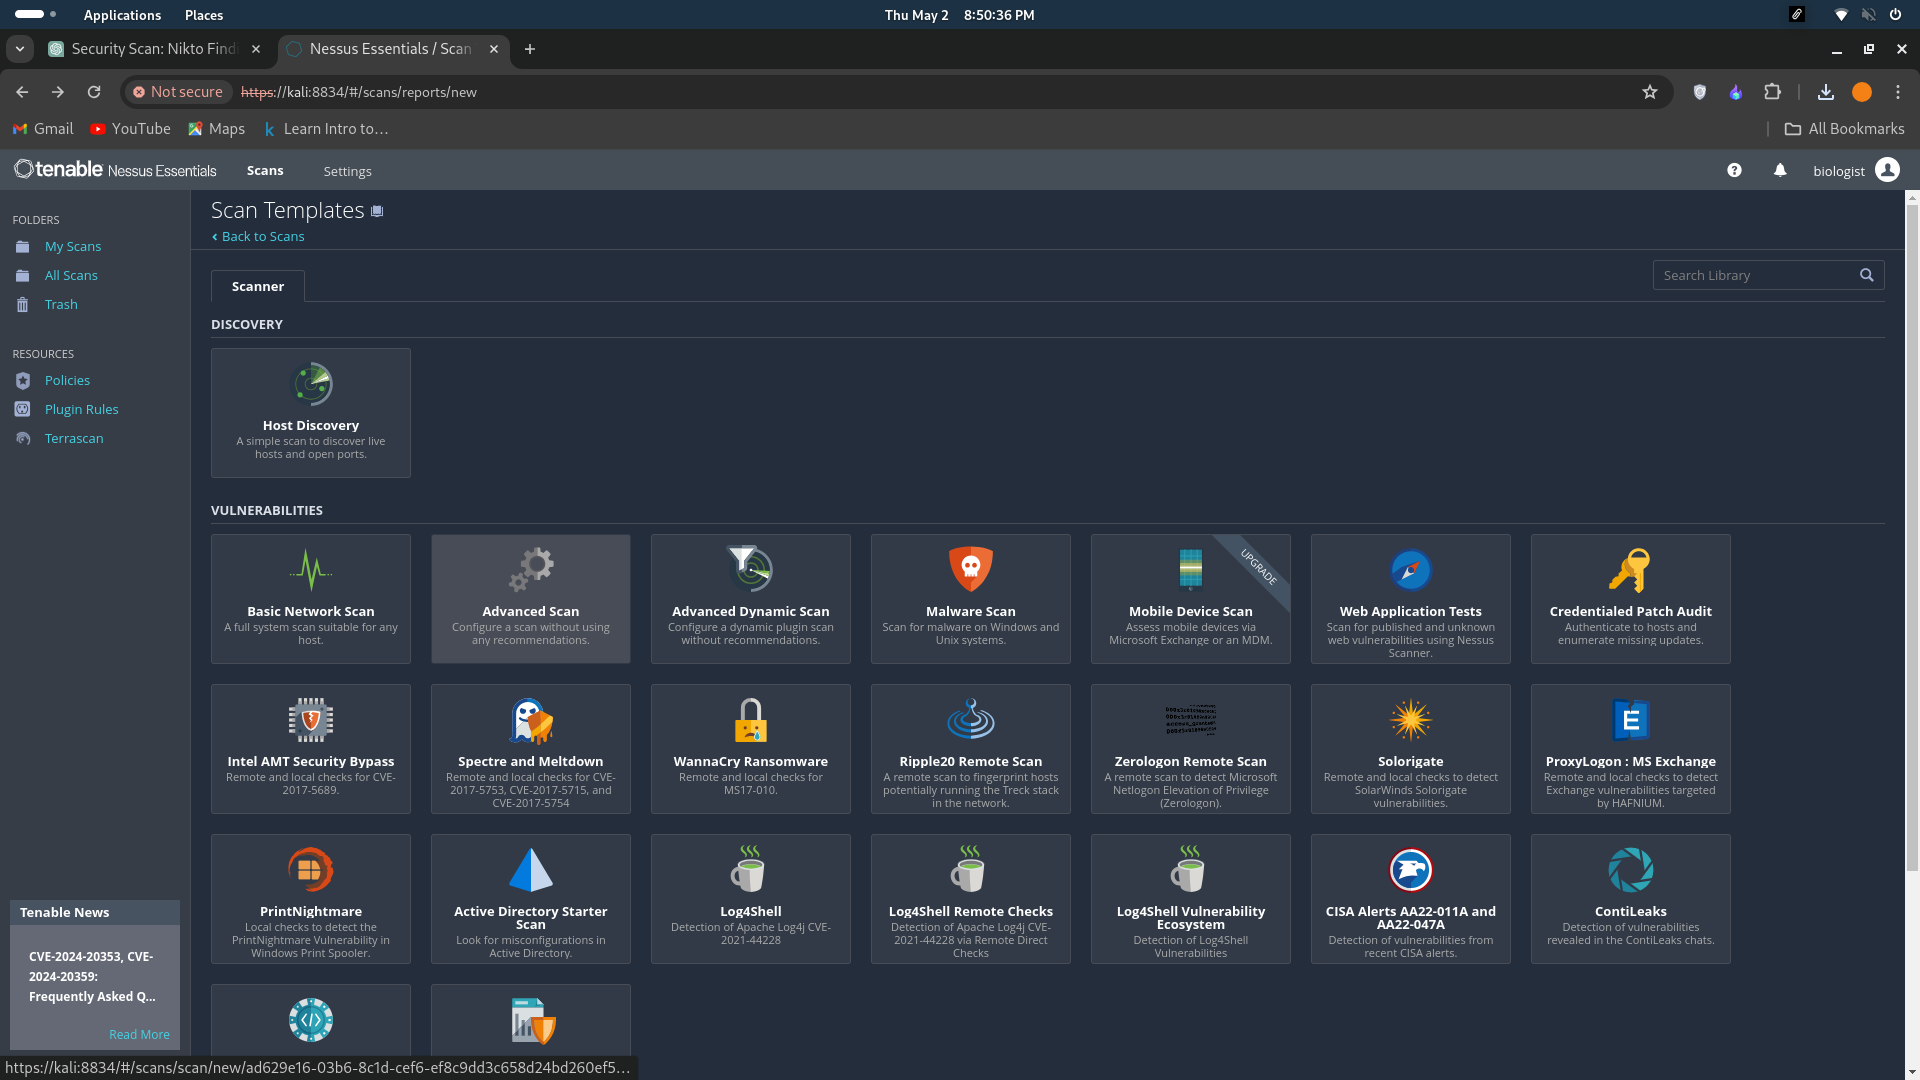 Applications Places Thu May 2 8:50:36 PM
Security Scan: Nikto Find Nessus Essentials / Scan
Not secure https://kali:8834/#/scans/reports/new
Gmail YouTube Maps Learn Intro to… All Bookmarks
tenable Nessus Essentials Scans Settings biologist
FOLDERS
My Scans
All Scans
Trash
RESOURCES
Policies
Plugin Rules
Terrascan
Tenable News
CVE-2024-20353, CVE-
2024-20359:
Frequently Asked Q...
Read More
Scan Templates
Back to Scans
Scanner
Search Library
DISCOVERY
Host Discovery
A simple scan to discover live
hosts and open ports.
VULNERABILITIES
Basic Network Scan
A full system scan suitable for any
host.
Advanced Scan
Configure a scan without using
any recommendations.
Advanced Dynamic Scan
Configure a dynamic plugin scan
without recommendations.
Malware Scan
Scan for malware on Windows and
Unix systems.
UPGRADE
Mobile Device Scan
Assess mobile devices via
Microsoft Exchange or an MDM.
Web Application Tests
Scan for published and unknown
web vulnerabilities using Nessus
Scanner.
Credentialed Patch Audit
Authenticate to hosts and
enumerate missing updates.
Intel AMT Security Bypass
Remote and local checks for CVE-
2017-5689.
Spectre and Meltdown
Remote and local checks for CVE-
2017-5753, CVE-2017-5715, and
CVE-2017-5754
WannaCry Ransomware
Remote and local checks for
MS17-010.
Ripple20 Remote Scan
A remote scan to fingerprint hosts
potentially running the Treck stack
in the network.
Zerologon Remote Scan
A remote scan to detect Microsoft
Netlogon Elevation of Privilege
(Zerologon).
Solorigate
Remote and local checks to detect
SolarWinds Solorigate
vulnerabilities.
E
ProxyLogon : MS Exchange
Remote and local checks to detect
Exchange vulnerabilities targeted
by HAFNIUM.
PrintNightmare
Local checks to detect the
PrintNightmare Vulnerability in
Windows Print Spooler.
Active Directory Starter
Scan
Look for misconfigurations in
Active Directory.
Log4Shell
Detection of Apache Log4j CVE-
2021-44228
Log4Shell Remote Checks
Detection of Apache Log4j CVE-
2021-44228 via Remote Direct
Checks
Log4Shell Vulnerability
Ecosystem
Detection of Log4Shell
Vulnerabilities
CISA Alerts AA22-011A and
AA22-047A
Detection of vulnerabilities from
recent CISA alerts.
ContiLeaks
Detection of vulnerabilities
revealed in the ContiLeaks chats.
https://kali:8834/#/scans/scan/new/ad629e16-03b6-8c1d-cef6-ef8c9dd3c658d24bd260ef5...